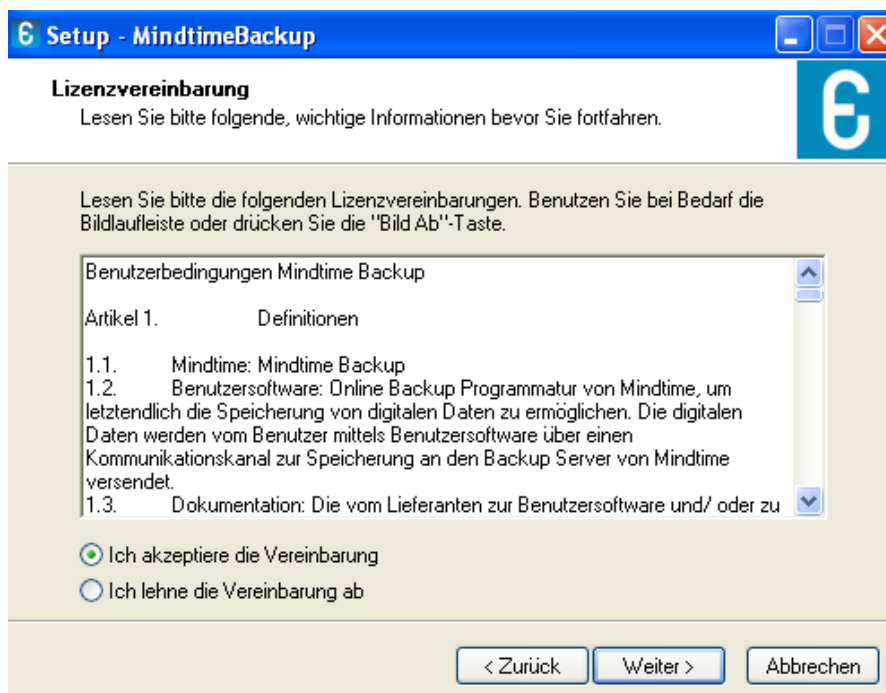 Setup - MindtimeBackup
Lizenzvereinbarung
Lesen Sie bitte folgende, wichtige Informationen bevor Sie fortfahren.
Lesen Sie bitte die folgenden Lizenzvereinbarungen. Benutzen Sie bei Bedarf die
Bildlaufleiste oder drücken Sie die "Bild Ab"-Taste.
Benutzerbedingungen Mindtime Backup
Artikel 1. Definitionen
1.1. Mindtime: Mindtime Backup
1.2. Benutzersoftware: Online Backup Programmatur von Mindtime, um
letztendlich die Speicherung von digitalen Daten zu ermöglichen. Die digitalen
Daten werden vom Benutzer mittels Benutzersoftware über einen
Kommunikationskanal zur Speicherung an den Backup Server von Mindtime
versendet.
1.3. Dokumentation: Die vom Lieferanten zur Benutzersoftware und/ oder zu
Ich akzeptiere die Vereinbarung
Ich lehne die Vereinbarung ab
< Zurück Weiter > Abbrechen